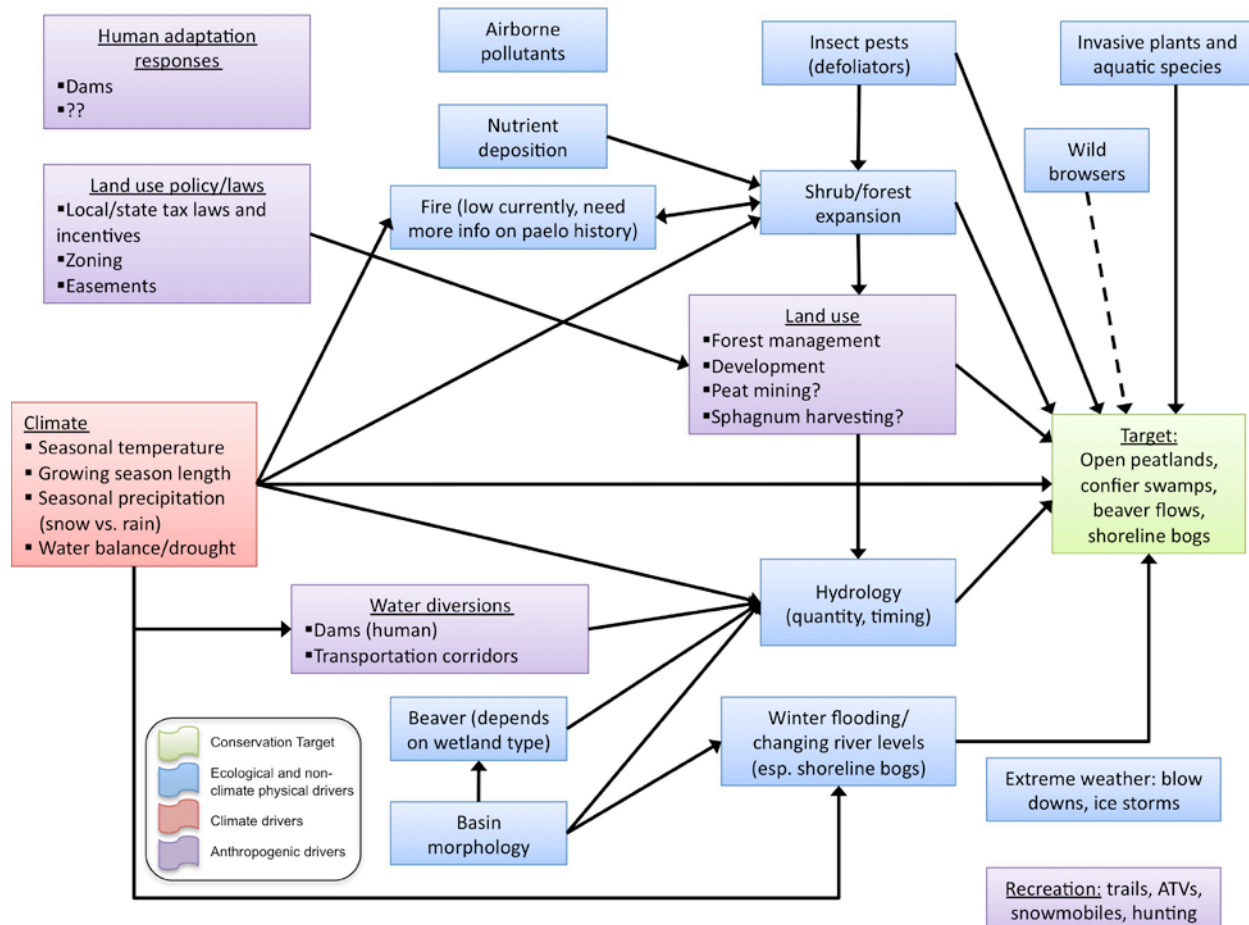 Human adaptation
responses
▪Dams
▪??
Airborne
pollutants
Insect pests
(defoliators)
Invasive plants and
aquatic species
Nutrient
deposition
Wild
browsers
Land use policy/laws
▪Local/state tax laws and
incentives
▪Zoning
▪Easements
Fire (low currently, need
more info on paelo history)
Shrub/forest
expansion
Land use
▪Forest management
▪Development
▪Peat mining?
▪Sphagnum harvesting?
Climate
▪ Seasonal temperature
▪ Growing season length
▪ Seasonal precipitation
(snow vs. rain)
▪ Water balance/drought
Target:
Open peatlands,
confier swamps,
beaver flows,
shoreline bogs
Water diversions
▪Dams (human)
▪Transportation corridors
Hydrology
(quantity, timing)
Beaver (depends
on wetland type)
Winter flooding/
changing river levels
(esp. shoreline bogs)
Basin
morphology
Conservation Target
Ecological and non-
climate physical drivers
Climate drivers
Anthropogenic drivers
Extreme weather: blow
downs, ice storms
Recreation: trails, ATVs,
snowmobiles, hunting